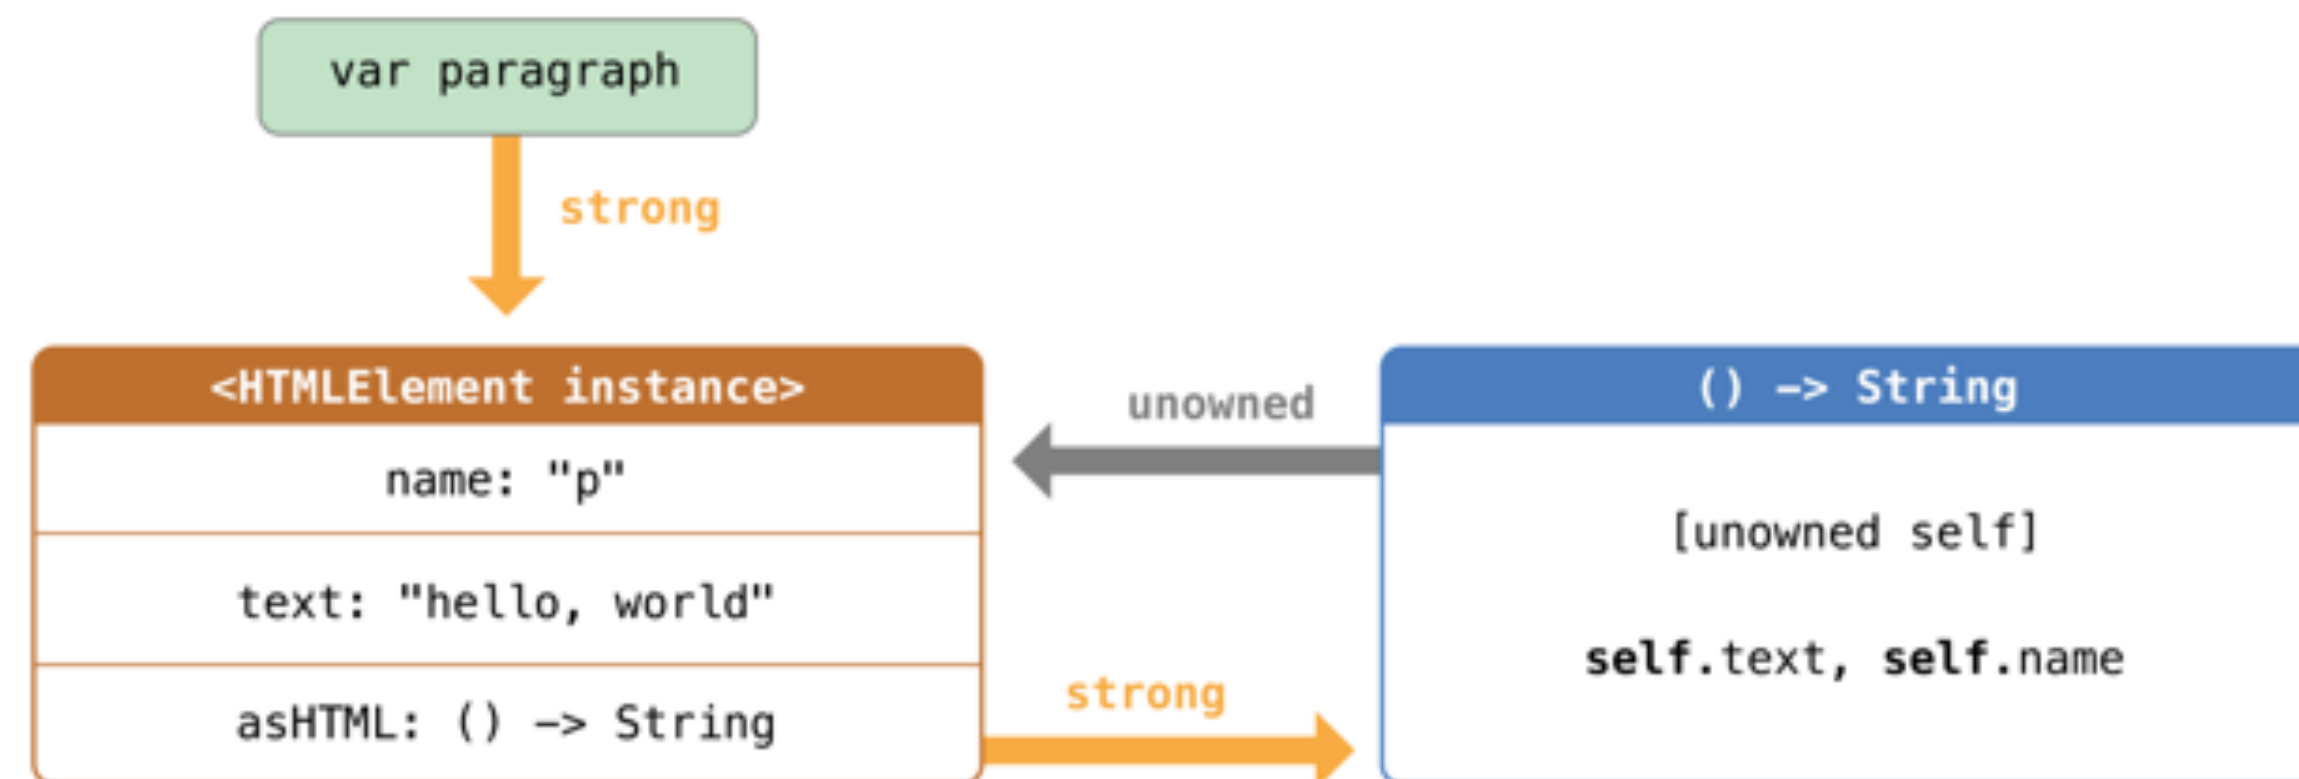 var paragraph
strong
<HTMLElement instance>
name: "p"
text: "hello, world"
asHTML: () –> String
unowned
strong
() –> String
[unowned self]
self.text, self.name